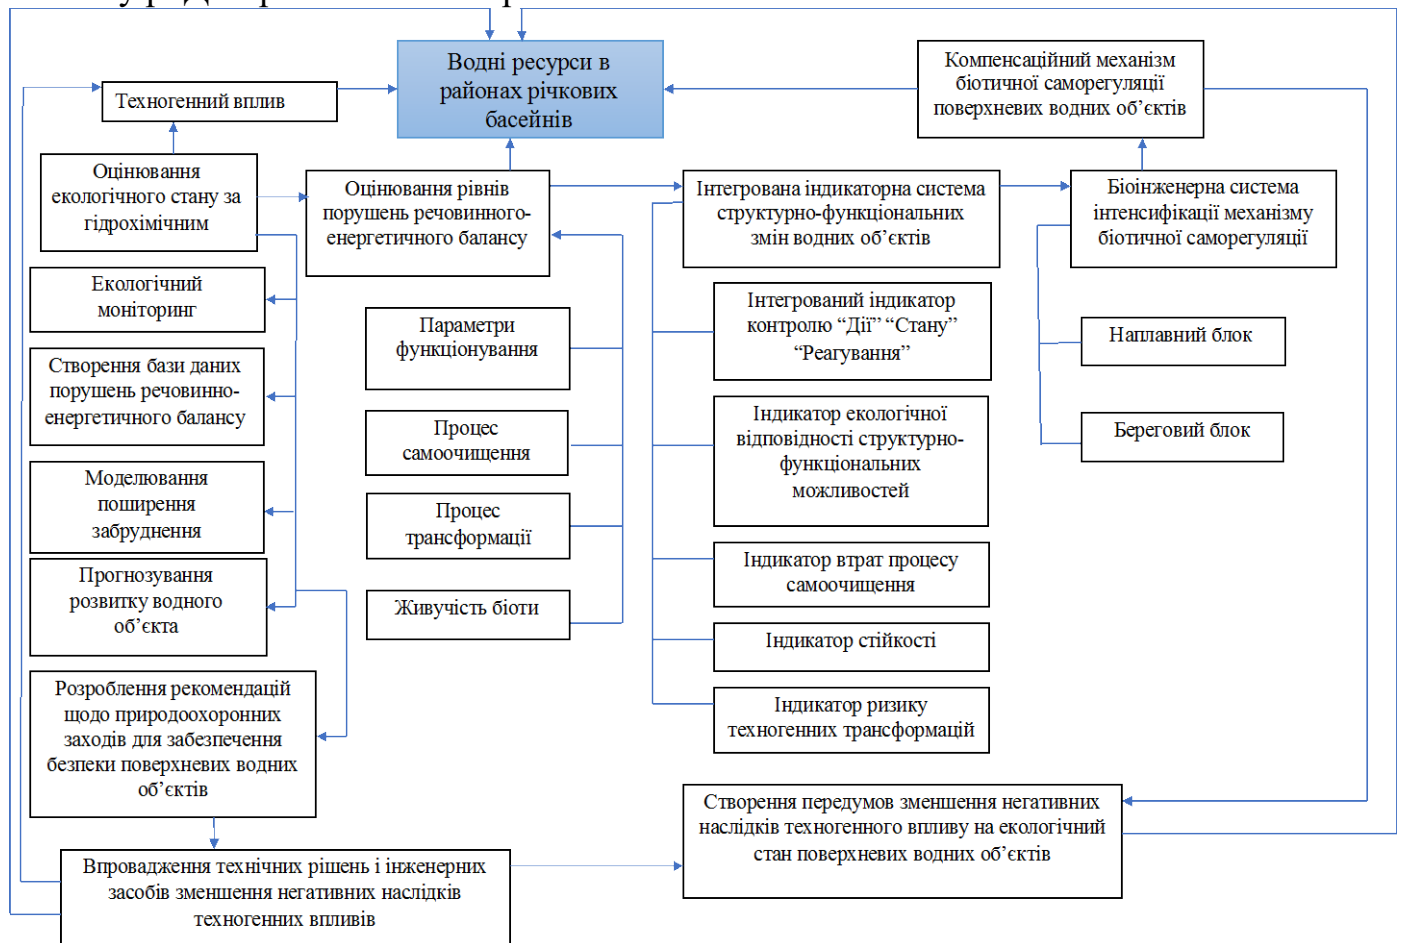 Водні ресурси в
районах річкових
басейнів
Компенсаційний механізм
біотичної саморегуляції
поверхневих водних об’єктів
Техногенний вплив
Оцінювання
екологічного стану за
гідрохімічним
Оцінювання рівнів
порушень речовинного-
енергетичного балансу
Інтегрована індикаторна система
структурно-функціональних
змін водних об’єктів
Біоінженерна система
інтенсифікації механізму
біотичної саморегуляції
Екологічний
моніторинг
Створення бази даних
порушень речовинно-
енергетичного балансу
Моделювання
поширення
забруднення
Прогнозування
розвитку водного
об’єкта
Розроблення рекомендацій
щодо природоохоронних
заходів для забезпечення
безпеки поверхневих водних
об’єктів
Параметри
функціонування
Процес
самоочищення
Процес
трансформації
Живучість біоти
Інтегрований індикатор
контролю “Дії” “Стану”
“Реагування”
Індикатор екологічної
відповідності структурно-
функціональних
можливостей
Індикатор втрат процесу
самоочищення
Індикатор стійкості
Індикатор ризику
техногенних трансформацій
Наплавний блок
Береговий блок
Створення передумов зменшення негативних
наслідків техногенного впливу на екологічний
стан поверхневих водних об’єктів
Впровадження технічних рішень і інженерних
засобів зменшення негативних наслідків
техногенних впливів